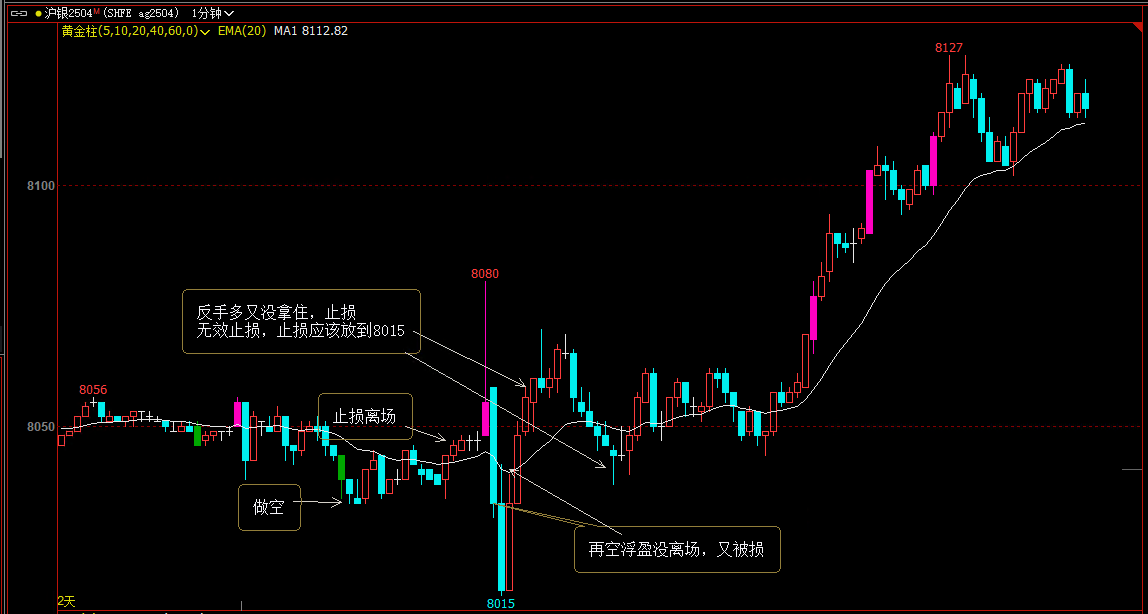 沪银2504M (SHFE ag2504) 1分钟
黄金柱(5,10,20,40,60,0) EMA(20) MA1 8112.82
8127
8100
8080
反手多又没拿住，止损
无效止损，止损应该放到8015
8056
止损离场
8050
做空
再空浮盈没离场，又被损
2天
8015